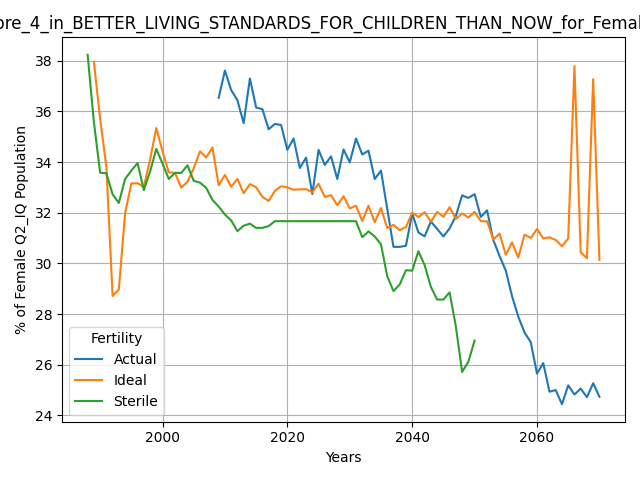 ore_4_in_BETTER_LIVING_STANDARDS_FOR_CHILDREN_THAN_NOW_for_Femal
% of Female Q2_IQ Population
38
36
34
32
30
28
26
24
Fertility
Actual
Ideal
Sterile
2000
2020
2040
2060
Years